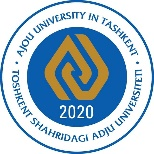 AJOU UNIVERSITY IN TASHKENT
2020
TOSHKENT SHAHRIDAGI ADJU UNIVERSITETI